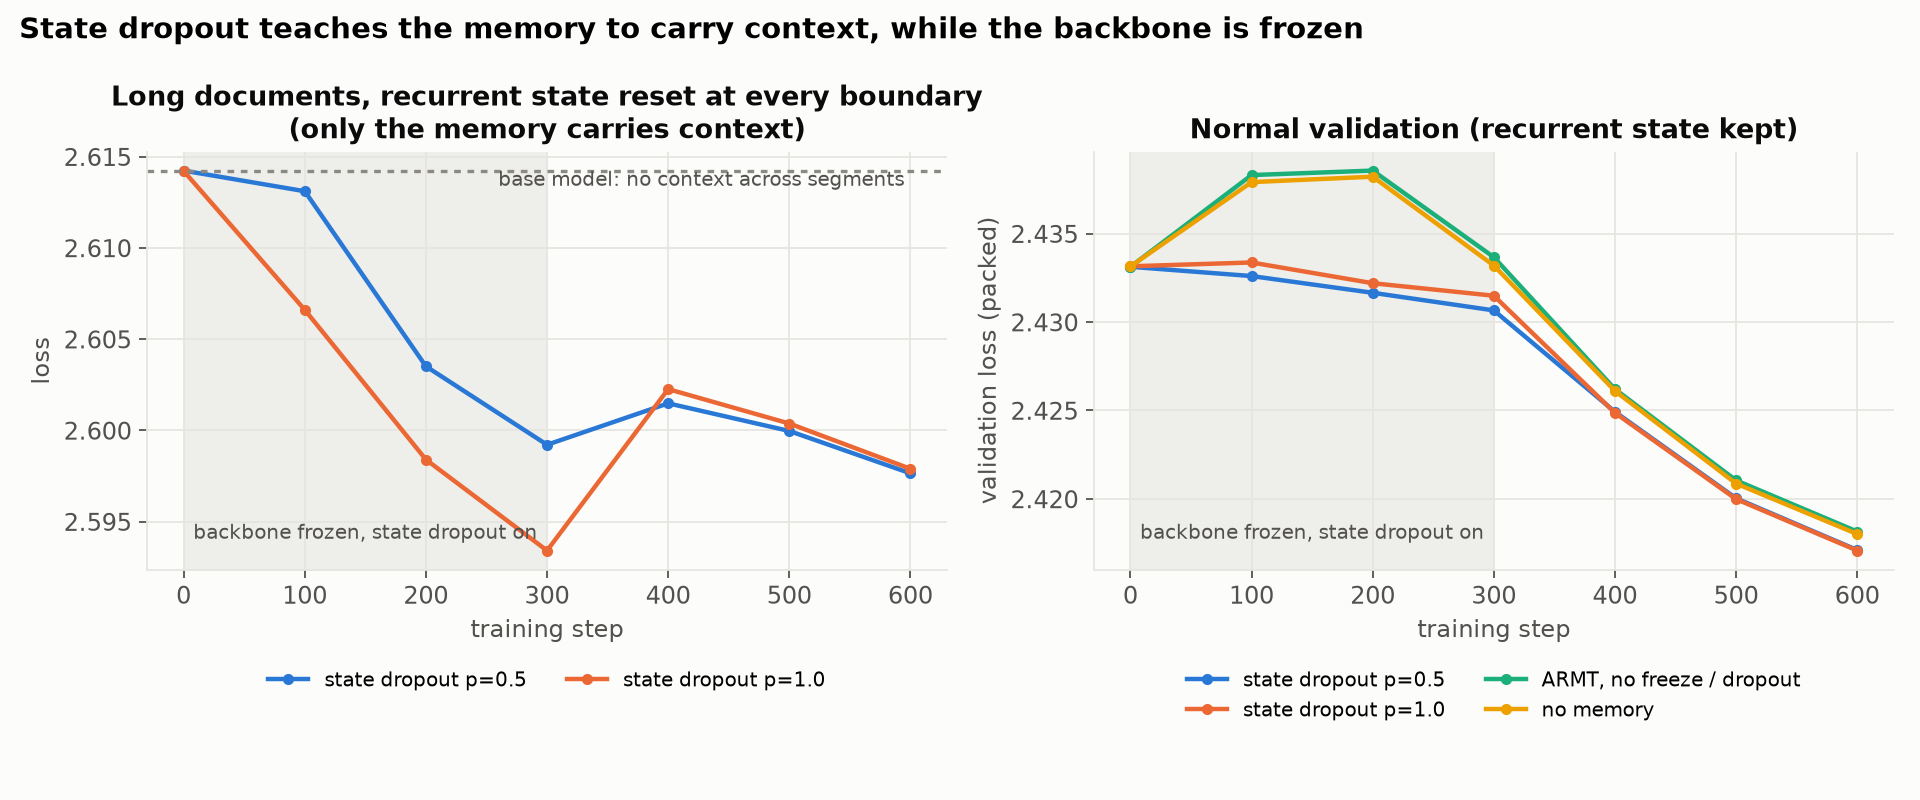 State dropout teaches the memory to carry context, while the backbone is frozen
Long documents, recurrent state reset at every boundary
(only the memory carries context)
2.615
2.610
2.605
2.600
2.595
loss
base model: no context across segments
backbone frozen, state dropout on
0 100 200 300 400 500 600
training step
state dropout p=0.5 state dropout p=1.0
Normal validation (recurrent state kept)
2.435
2.430
2.425
2.420
validation loss (packed)
backbone frozen, state dropout on
0 100 200 300 400 500 600
training step
state dropout p=0.5 ARMT, no freeze / dropout
state dropout p=1.0 no memory